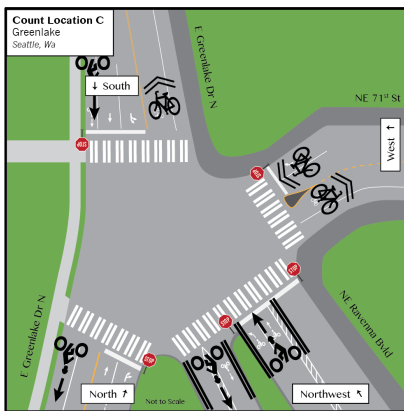 Count Location C
Greenlake
Seattle, Wa
E Greenlake Dr N
↓ South
NE 71st St
West ↑
STOP
STOP
STOP
STOP
STOP
E Greenlake Dr N
NE Ravenna Blvd
North ↗
Not to Scale
Northwest ↖